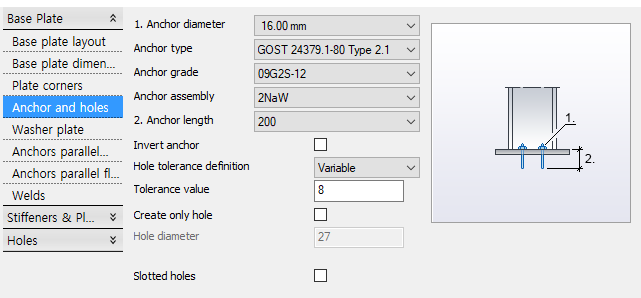 Base Plate
Base plate layout
Base plate dimen...
Plate corners
Anchor and holes
Washer plate
Anchors parallel...
Anchors parallel fl...
Welds
Stiffeners & Pl...
Holes
1. Anchor diameter 16.00 mm
Anchor type GOST 24379.1-80 Type 2.1
Anchor grade 09G2S-12
Anchor assembly 2NaW
2. Anchor length 200
Invert anchor
Hole tolerance definition Variable
Tolerance value 8
Create only hole
Hole diameter 27
Slotted holes
1.
2.